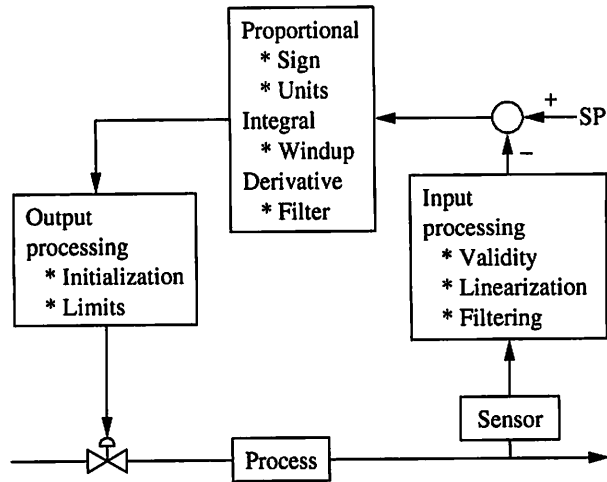 Proportional
* Sign
* Units
Integral
* Windup
Derivative
* Filter
+
SP
−
Output
processing
* Initialization
* Limits
Input
processing
* Validity
* Linearization
* Filtering
Sensor
Process